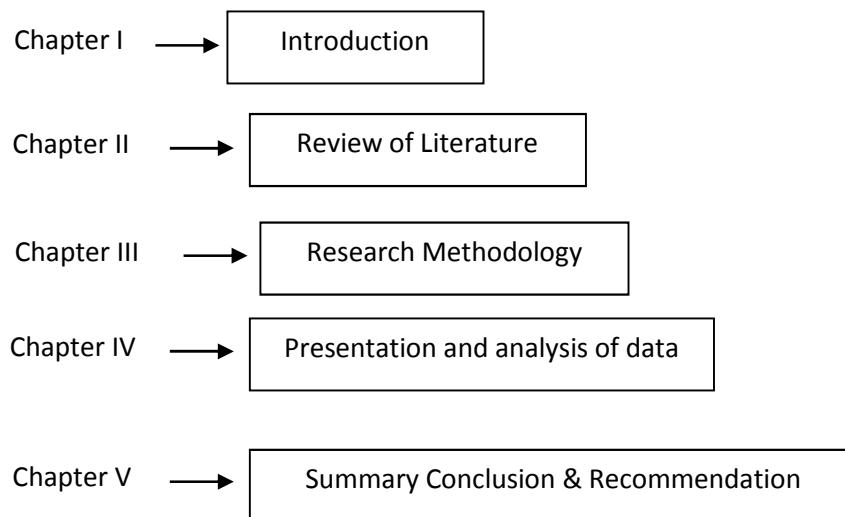 Chapter I Introduction
Chapter II Review of Literature
Chapter III Research Methodology
Chapter IV Presentation and analysis of data
Chapter V Summary Conclusion & Recommendation